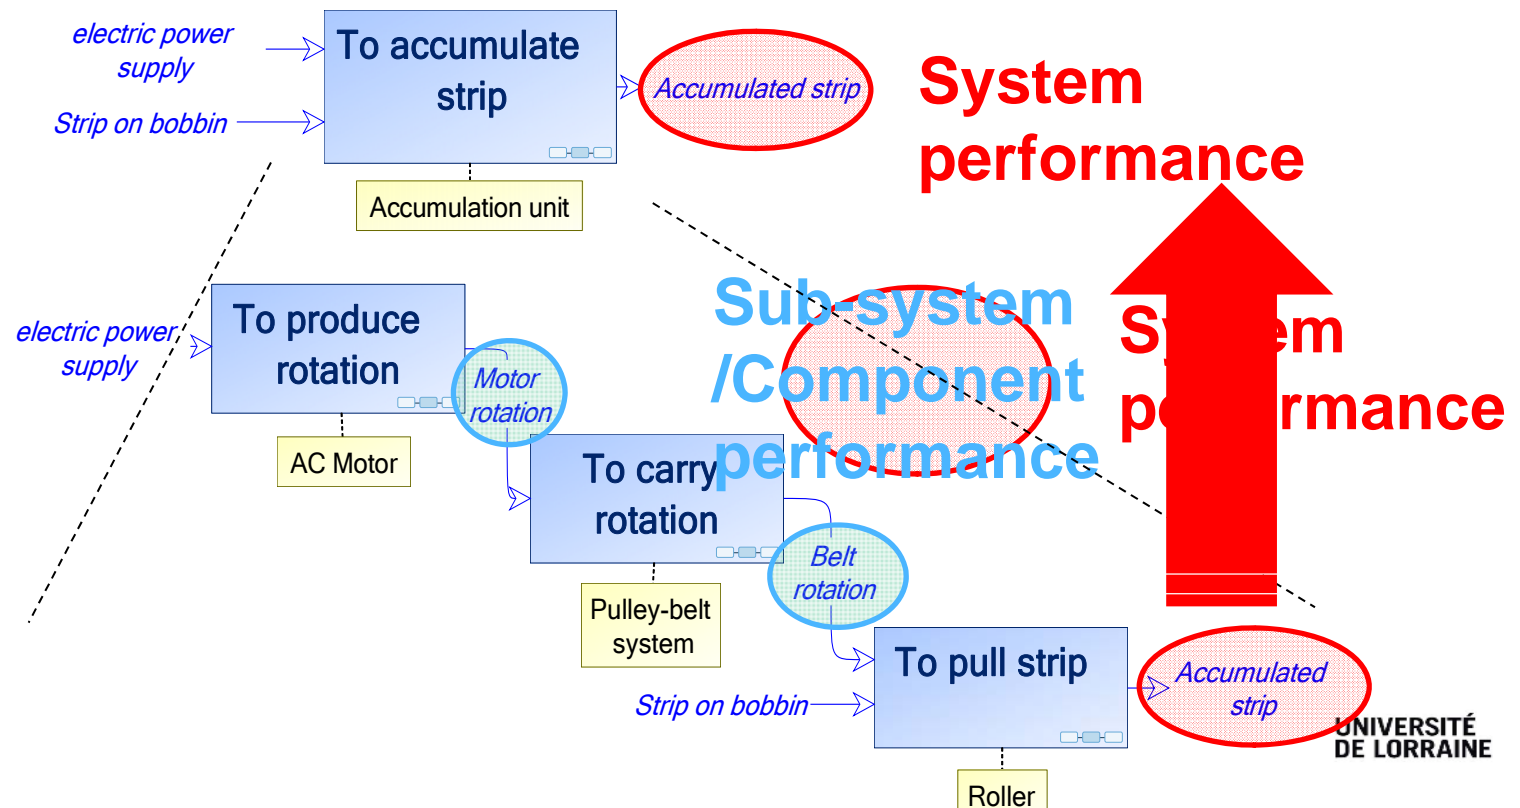 electric power
supply
To accumulate
strip
Accumulated strip
System
performance
Strip on bobbin
Accumulation unit
electric power
supply
To produce
rotation
Motor
rotation
AC Motor
Sub-system
/Component
performance
System
performance
To carry
rotation
Belt
rotation
Pulley-belt
system
To pull strip
Accumulated
strip
Strip on bobbin
Roller
UNIVERSITÉ
DE LORRAINE